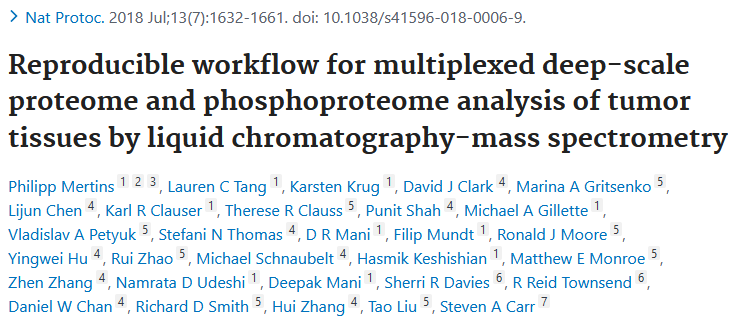 > Nat Protoc. 2018 Jul;13(7):1632-1661. doi: 10.1038/s41596-018-0006-9.
Reproducible workflow for multiplexed deep-scale
proteome and phosphoproteome analysis of tumor
tissues by liquid chromatography-mass spectrometry
Philipp Mertins 1 2 3, Lauren C Tang 1, Karsten Krug 1, David J Clark 4, Marina A Gritsenko 5,
Lijun Chen 4, Karl R Clauser 1, Therese R Clauss 5, Punit Shah 4, Michael A Gillette 1,
Vladislav A Petyuk 5, Stefani N Thomas 4, D R Mani 1, Filip Mundt 1, Ronald J Moore 5,
Yingwei Hu 4, Rui Zhao 5, Michael Schnaubelt 4, Hasmik Keshishian 1, Matthew E Monroe 5,
Zhen Zhang 4, Namrata D Udeshi 1, Deepak Mani 1, Sherri R Davies 6, R Reid Townsend 6,
Daniel W Chan 4, Richard D Smith 5, Hui Zhang 4, Tao Liu 5, Steven A Carr 7